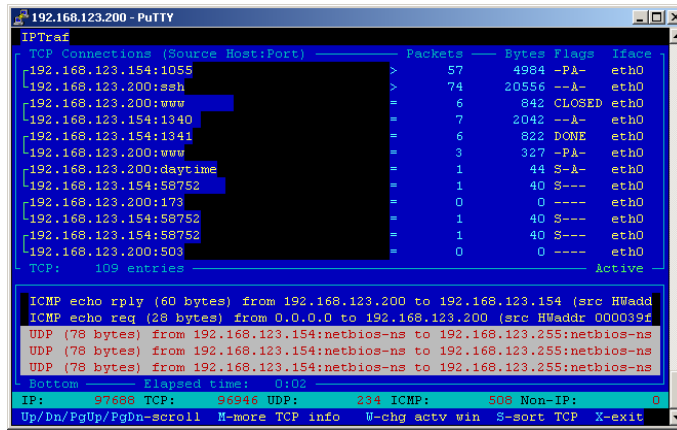 192.168.123.200 - PuTTY
IPTraf
TCP Connections (Source Host:Port) Packets Bytes Flags Iface
192.168.123.154:1055 > 57 4984 -PA- eth0
192.168.123.200:ssh > 74 20556 --A- eth0
192.168.123.200:www = 6 842 CLOSED eth0
192.168.123.154:1340 = 7 2042 --A- eth0
192.168.123.154:1341 = 6 822 DONE eth0
192.168.123.200:www = 3 327 -PA- eth0
192.168.123.200:daytime = 1 44 S-A- eth0
192.168.123.154:58752 = 1 40 S--- eth0
192.168.123.200:173 = 0 0 ---- eth0
192.168.123.154:58752 = 1 40 S--- eth0
192.168.123.154:58752 = 1 40 S--- eth0
192.168.123.200:503 = 0 0 ---- eth0
TCP: 109 entries Active
ICMP echo rply (60 bytes) from 192.168.123.200 to 192.168.123.154 (src HWadd
ICMP echo req (28 bytes) from 0.0.0.0 to 192.168.123.200 (src HWaddr 000039f
UDP (78 bytes) from 192.168.123.154:netbios-ns to 192.168.123.255:netbios-ns
UDP (78 bytes) from 192.168.123.154:netbios-ns to 192.168.123.255:netbios-ns
UDP (78 bytes) from 192.168.123.154:netbios-ns to 192.168.123.255:netbios-ns
Bottom Elapsed time: 0:02
IP: 97688 TCP: 96946 UDP: 234 ICMP: 508 Non-IP: 0
Up/Dn/PgUp/PgDn-scroll M-more TCP info W-chg actv win S-sort TCP X-exit